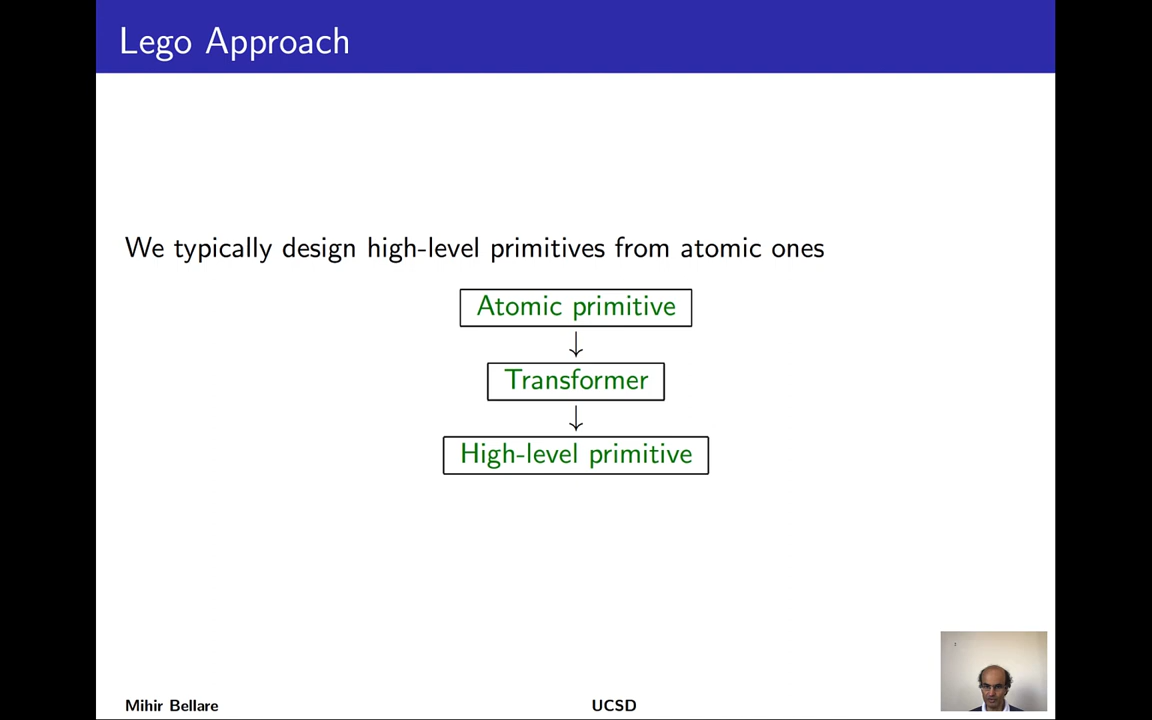 Lego Approach
We typically design high-level primitives from atomic ones
Atomic primitive
Transformer
High-level primitive
Mihir Bellare
UCSD